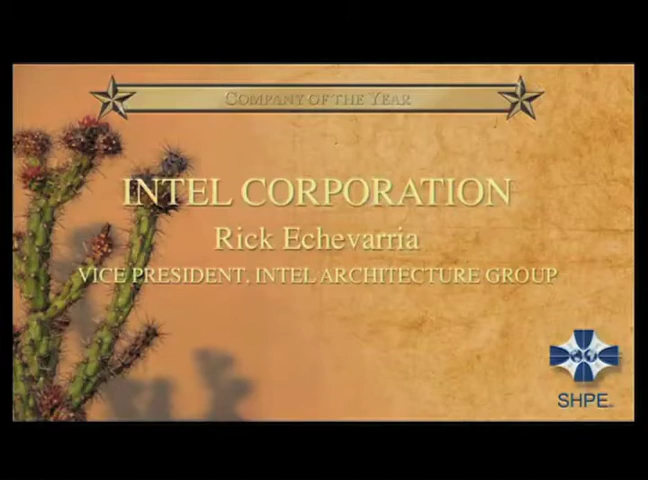 COMPANY OF THE YEAR
INTEL CORPORATION
Rick Echevarria
VICE PRESIDENT, INTEL ARCHITECTURE GROUP
SHPE